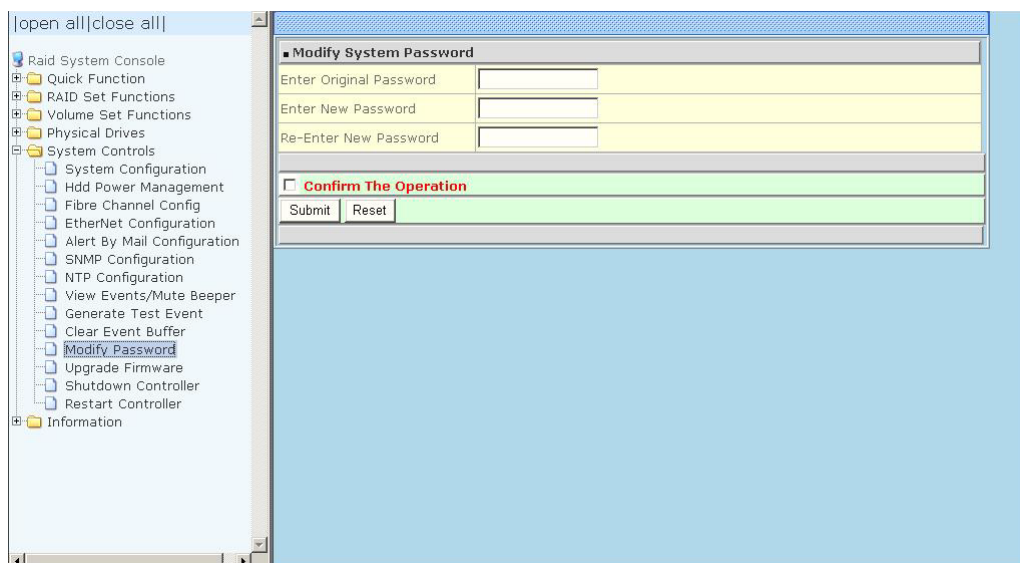 |open all|close all|
Raid System Console
Quick Function
RAID Set Functions
Volume Set Functions
Physical Drives
System Controls
System Configuration
Hdd Power Management
Fibre Channel Config
EtherNet Configuration
Alert By Mail Configuration
SNMP Configuration
NTP Configuration
View Events/Mute Beeper
Generate Test Event
Clear Event Buffer
Modify Password
Upgrade Firmware
Shutdown Controller
Restart Controller
Information
Modify System Password
Enter Original Password
Enter New Password
Re-Enter New Password
Confirm The Operation
Submit Reset